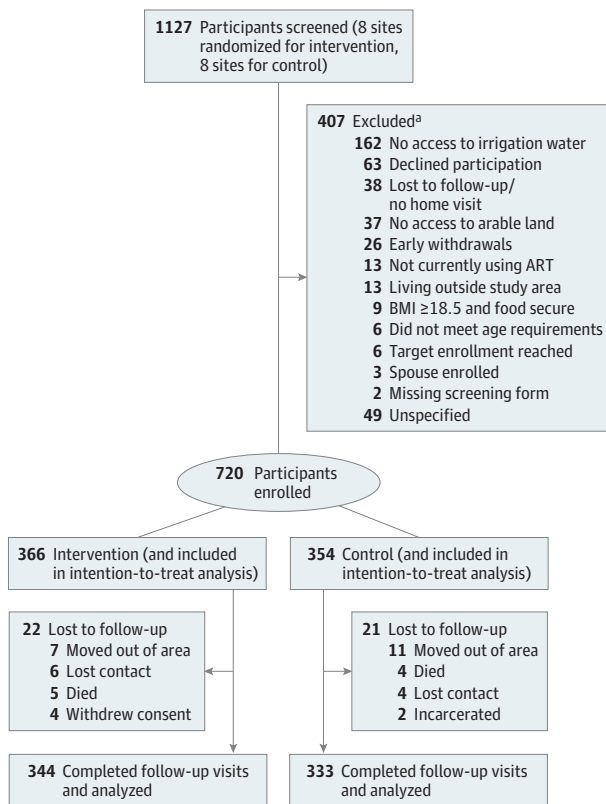 1127 Participants screened (8 sites
randomized for intervention,
8 sites for control)
407 Excludedᵃ
162 No access to irrigation water
63 Declined participation
38 Lost to follow-up/
no home visit
37 No access to arable land
26 Early withdrawals
13 Not currently using ART
13 Living outside study area
9 BMI ≥18.5 and food secure
6 Did not meet age requirements
6 Target enrollment reached
3 Spouse enrolled
2 Missing screening form
49 Unspecified
720 Participants
enrolled
366 Intervention (and included
in intention-to-treat analysis)
354 Control (and included in
intention-to-treat analysis)
22 Lost to follow-up
7 Moved out of area
6 Lost contact
5 Died
4 Withdrew consent
21 Lost to follow-up
11 Moved out of area
4 Died
4 Lost contact
2 Incarcerated
344 Completed follow-up visits
and analyzed
333 Completed follow-up visits
and analyzed